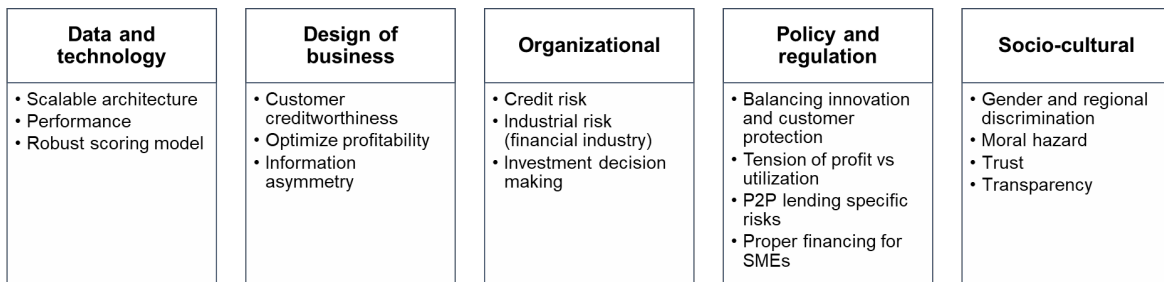 Data and
technology
• Scalable architecture
• Performance
• Robust scoring model
Design of
business
• Customer
creditworthiness
• Optimize profitability
• Information
asymmetry
Organizational
• Credit risk
• Industrial risk
(financial industry)
• Investment decision
making
Policy and
regulation
• Balancing innovation
and customer
protection
• Tension of profit vs
utilization
• P2P lending specific
risks
• Proper financing for
SMEs
Socio-cultural
• Gender and regional
discrimination
• Moral hazard
• Trust
• Transparency